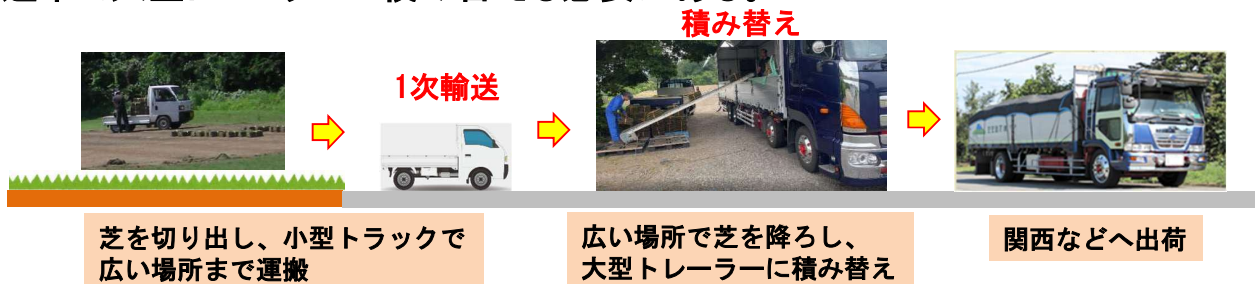 積み替え
1次輸送
芝を切り出し、小型トラックで
広い場所まで運搬
広い場所で芝を降ろし、
大型トレーラーに積み替え
関西などへ出荷